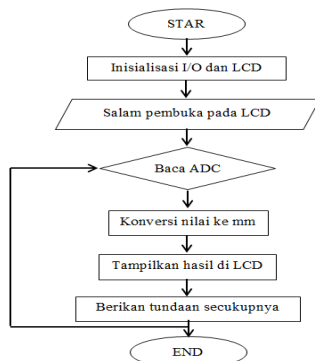 STAR
Inisialisasi I/O dan LCD
Salam pembuka pada LCD
Baca ADC
Konversi nilai ke mm
Tampilkan hasil di LCD
Berikan tundaan secukupnya
END